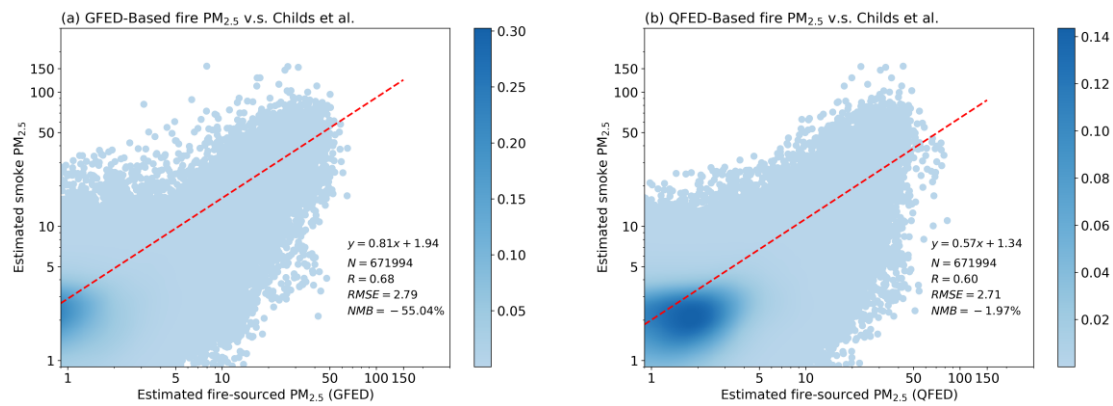 (a) GFED-Based fire PM2.5 v.s. Childs et al.
150
100
50
10
5
1
Estimated smoke PM2.5
y = 0.81x + 1.94
N = 671994
R = 0.68
RMSE = 2.79
NMB = − 55.04%
1 5 10 50 100 150
Estimated fire-sourced PM2.5 (GFED)
0.30
0.25
0.20
0.15
0.10
0.05
(b) QFED-Based fire PM2.5 v.s. Childs et al.
150
100
50
10
5
1
Estimated smoke PM2.5
y = 0.57x + 1.34
N = 671994
R = 0.60
RMSE = 2.71
NMB = − 1.97%
1 5 10 50 100 150
Estimated fire-sourced PM2.5 (QFED)
0.14
0.12
0.10
0.08
0.06
0.04
0.02